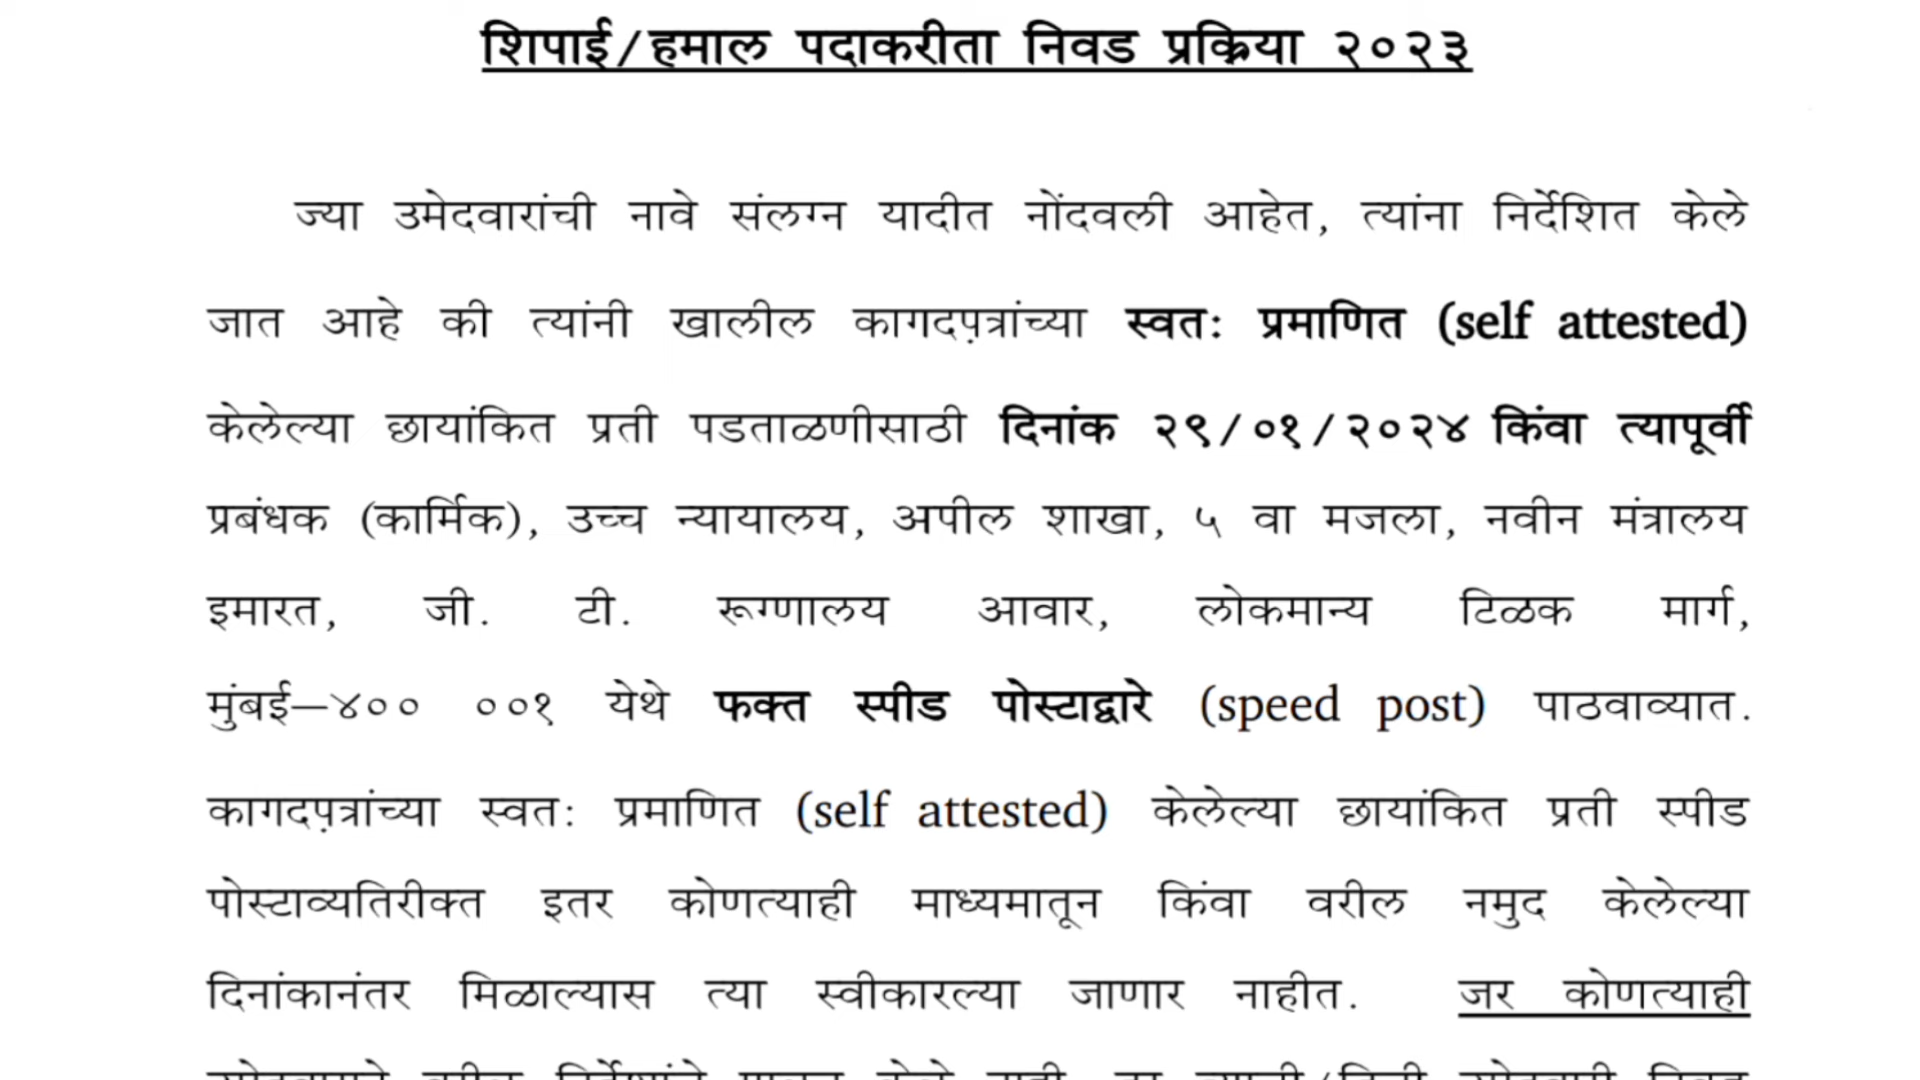 शिपाई/हमाल पदाकरीता निवड प्रक्रिया २०२३
ज्या उमेदवारांची नावे संलग्न यादीत नोंदवली आहेत, त्यांना निर्देशित केले
जात आहे की त्यांनी खालील कागदप़त्रांच्या स्वतः प्रमाणित (self attested)
केलेल्या छायांकित प्रती पडताळणीसाठी दिनांक २९/०१/२०२४ किंवा त्यापूर्वी
प्रबंधक (कार्मिक), उच्च न्यायालय, अपील शाखा, ५ वा मजला, नवीन मंत्रालय
इमारत, जी. टी. रूग्णालय आवार, लोकमान्य टिळक मार्ग,
मुंबई—४०० ००१ येथे फक्त स्पीड पोस्टाद्वारे (speed post) पाठवाव्यात.
कागदप़त्रांच्या स्वतः प्रमाणित (self attested) केलेल्या छायांकित प्रती स्पीड
पोस्टाव्यतिरीक्त इतर कोणत्याही माध्यमातून किंवा वरील नमुद केलेल्या
दिनांकानंतर मिळाल्यास त्या स्वीकारल्या जाणार नाहीत. जर कोणत्याही